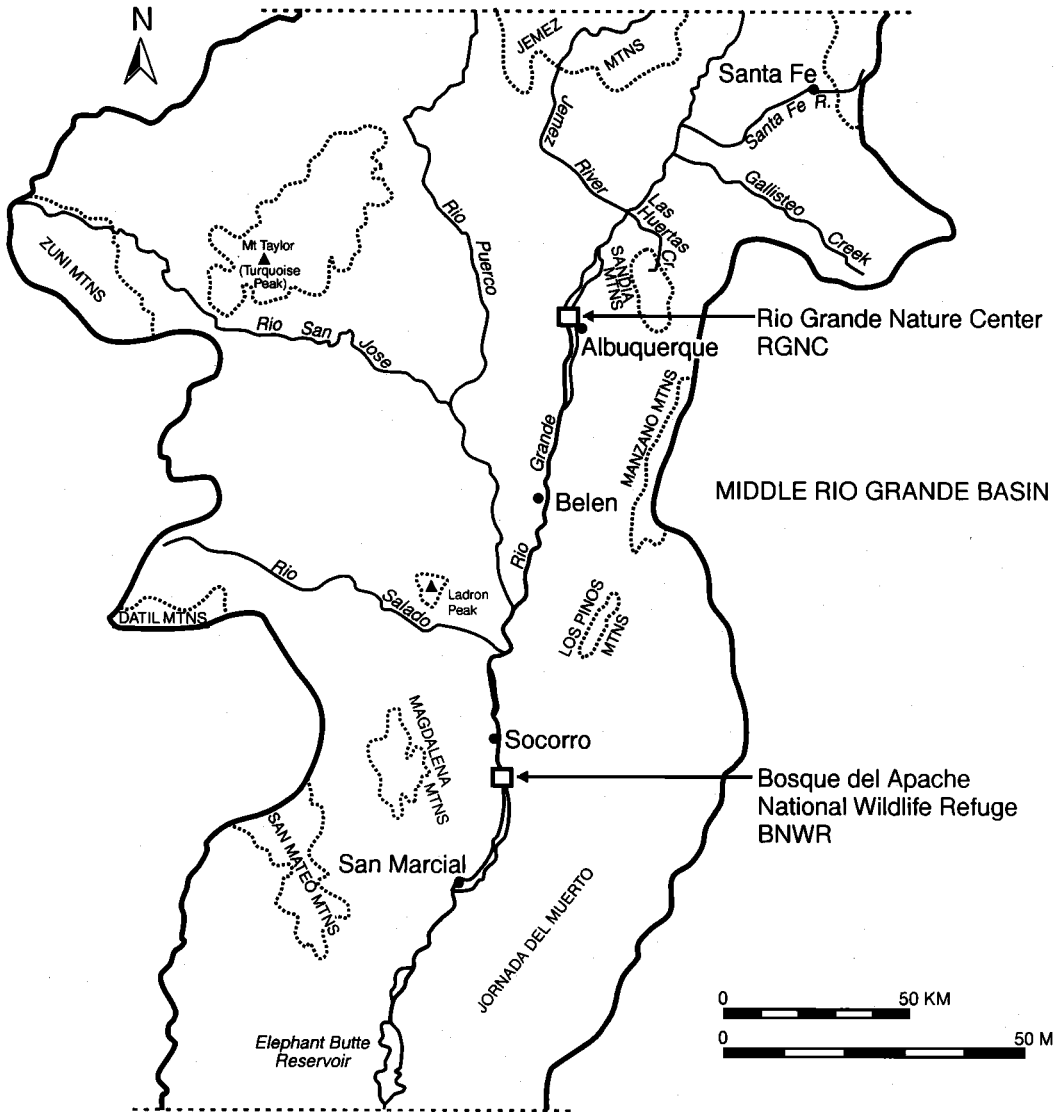 N
JEMEZ
MTNS
Santa Fe
Santa Fe R.
Jemez
River
Las
Huertas
Cr.
Gallisteo
Creek
Rio
Puerco
Mt Taylor
(Turquoise
Peak)
ZUNI MTNS
SANDIA
MTNS
Rio San Jose
Rio Grande Nature Center
RGNC
Albuquerque
MANZANO MTNS
Rio Grande
Belen
MIDDLE RIO GRANDE BASIN
Rio
Salado
Ladron
Peak
DATIL MTNS
LOS PINOS
MTNS
MAGDALENA
MTNS
Socorro
Bosque del Apache
National Wildlife Refuge
BNWR
SAN MATEO MTNS
San Marcial
JORNADA DEL MUERTO
Elephant Butte
Reservoir
0 50 KM
0 50 M